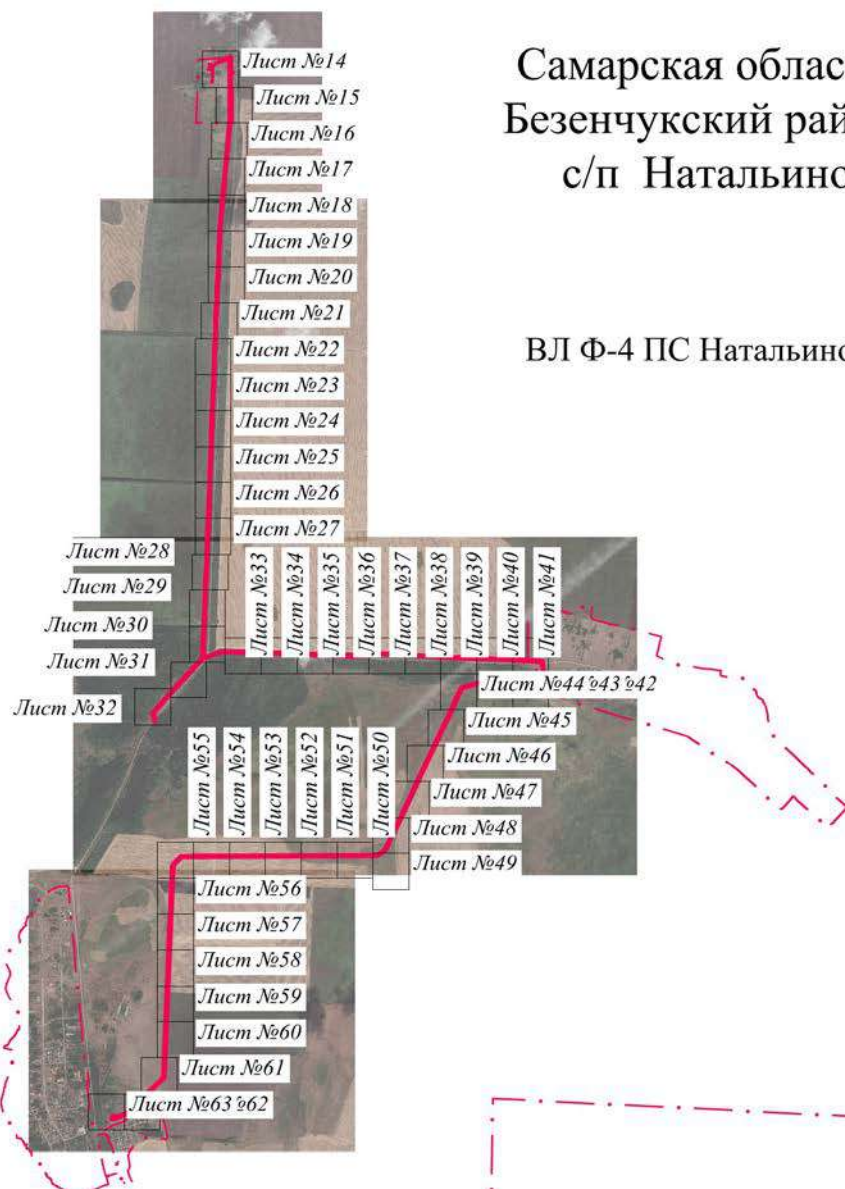 Самарская облас
Безенчукский рай
с/п Натальино
ВЛ Ф-4 ПС Натальино
Лист №14
Лист №15
Лист №16
Лист №17
Лист №18
Лист №19
Лист №20
Лист №21
Лист №22
Лист №23
Лист №24
Лист №25
Лист №26
Лист №27
Лист №28
Лист №29
Лист №30
Лист №31
Лист №32
Лист №33
Лист №34
Лист №35
Лист №36
Лист №37
Лист №38
Лист №39
Лист №40
Лист №41
Лист №44 43 42
Лист №45
Лист №46
Лист №47
Лист №48
Лист №49
Лист №50
Лист №51
Лист №52
Лист №53
Лист №54
Лист №55
Лист №56
Лист №57
Лист №58
Лист №59
Лист №60
Лист №61
Лист №63 62